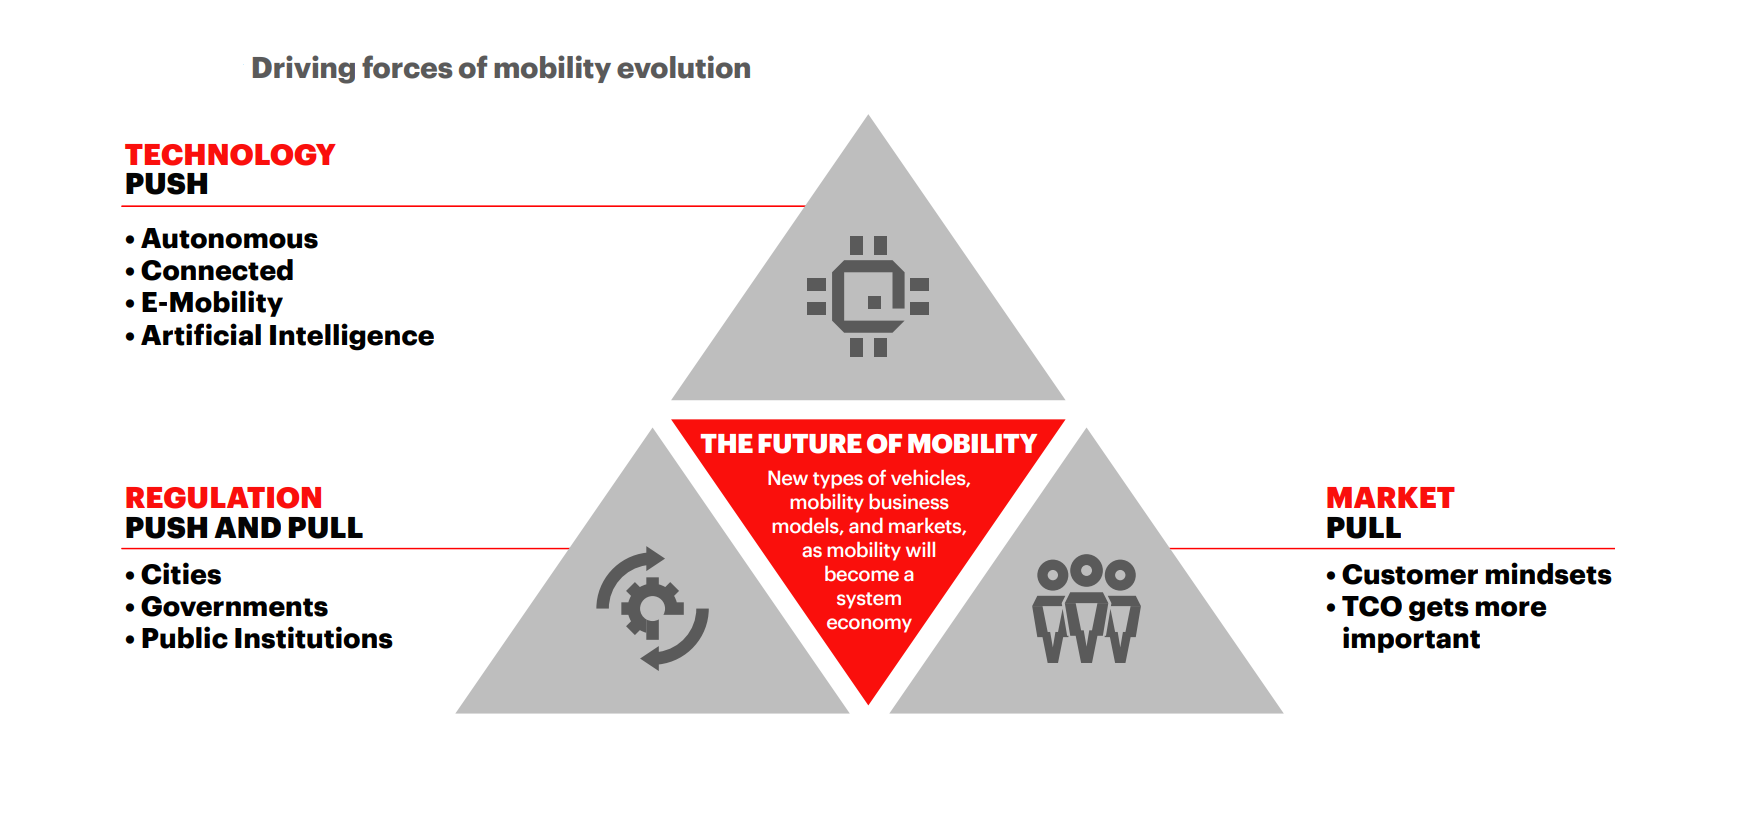 Driving forces of mobility evolution
TECHNOLOGY
PUSH
• Autonomous
• Connected
• E-Mobility
• Artificial Intelligence
THE FUTURE OF MOBILITY
New types of vehicles,
mobility business
models, and markets,
as mobility will
become a
system
economy
REGULATION
PUSH AND PULL
• Cities
• Governments
• Public Institutions
MARKET
PULL
• Customer mindsets
• TCO gets more
important